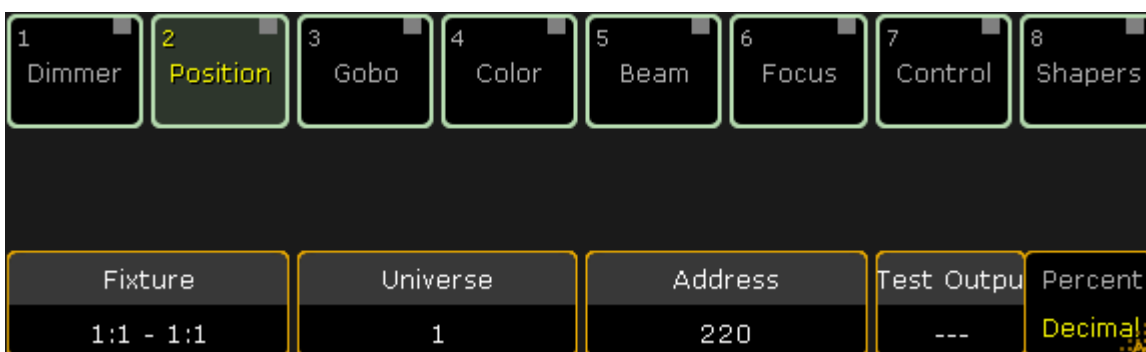 1 2 3 4 5 6 7 8
Dimmer Position Gobo Color Beam Focus Control Shapers
Fixture Universe Address Test Outpu Percent
1:1 - 1:1 1 220 --- Decimal